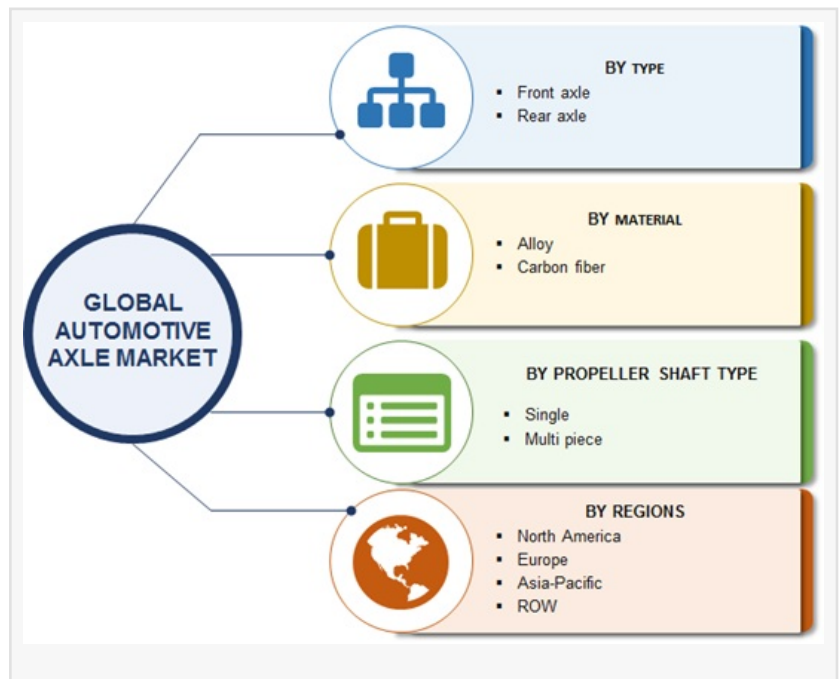 GLOBAL
AUTOMOTIVE
AXLE MARKET
BY TYPE
▪ Front axle
▪ Rear axle
BY MATERIAL
▪ Alloy
▪ Carbon fiber
BY PROPELLER SHAFT TYPE
▪ Single
▪ Multi piece
BY REGIONS
▪ North America
▪ Europe
▪ Asia-Pacific
▪ ROW